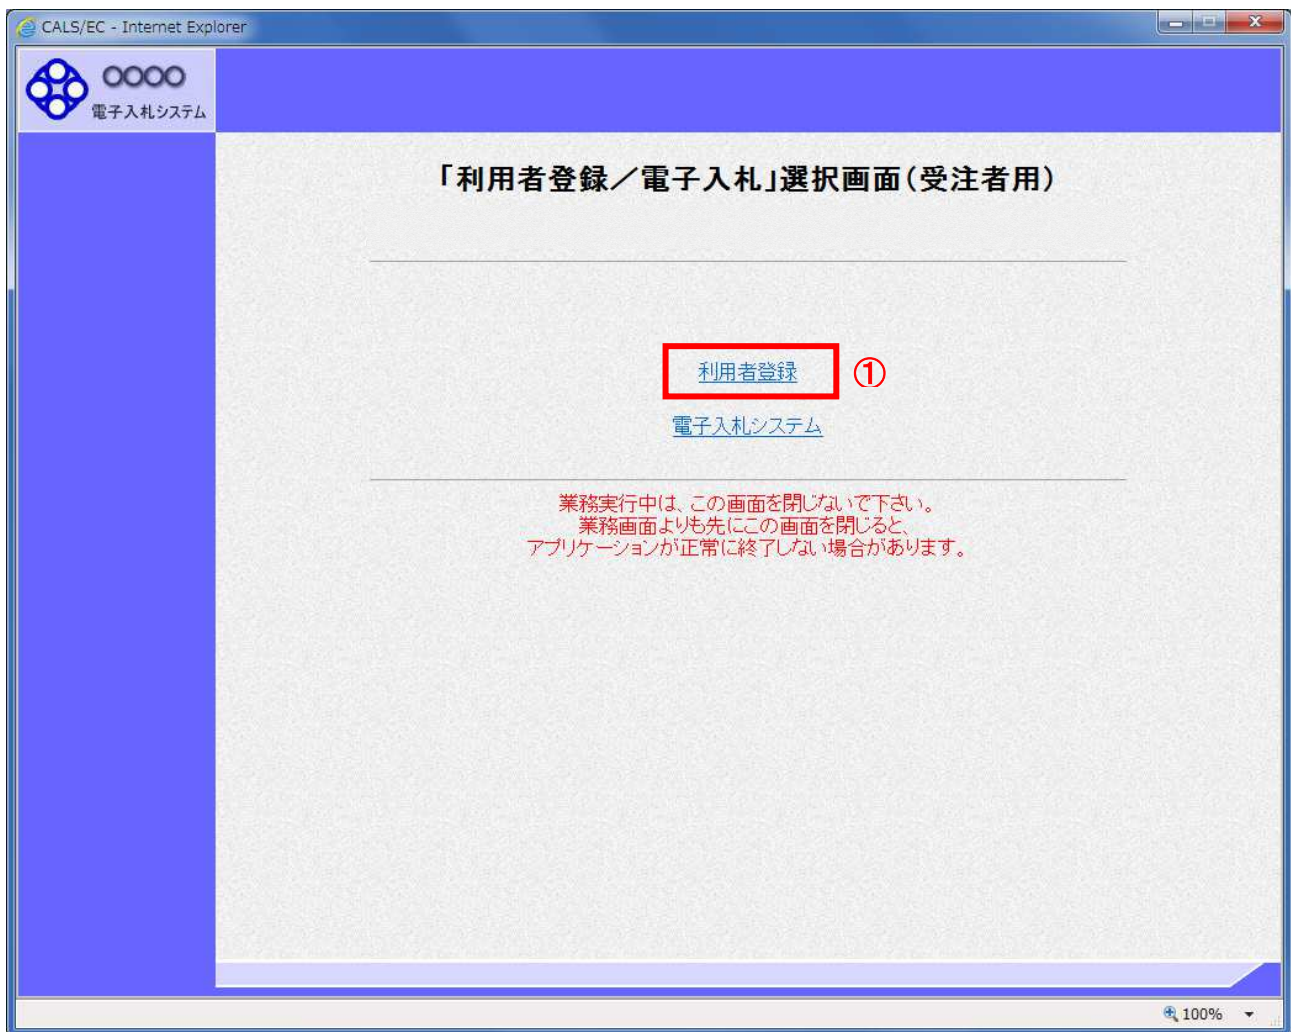 CALS/EC - Internet Explorer
○○○○
電子入札システム
「利用者登録／電子入札」選択画面(受注者用)
利用者登録 ①
電子入札システム
業務実行中は、この画面を閉じないで下さい。
業務画面よりも先にこの画面を閉じると、
アプリケーションが正常に終了しない場合があります。
100%